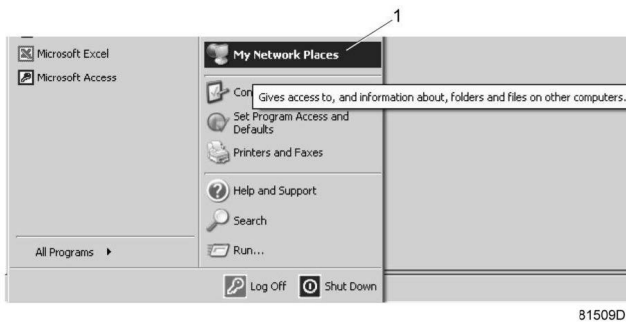 1
Microsoft Excel
Microsoft Access
All Programs
My Network Places
Con
Gives access to, and information about, folders and files on other computers.
Set Program Access and
Defaults
Printers and Faxes
Help and Support
Search
Run...
Log Off
Shut Down
81509D